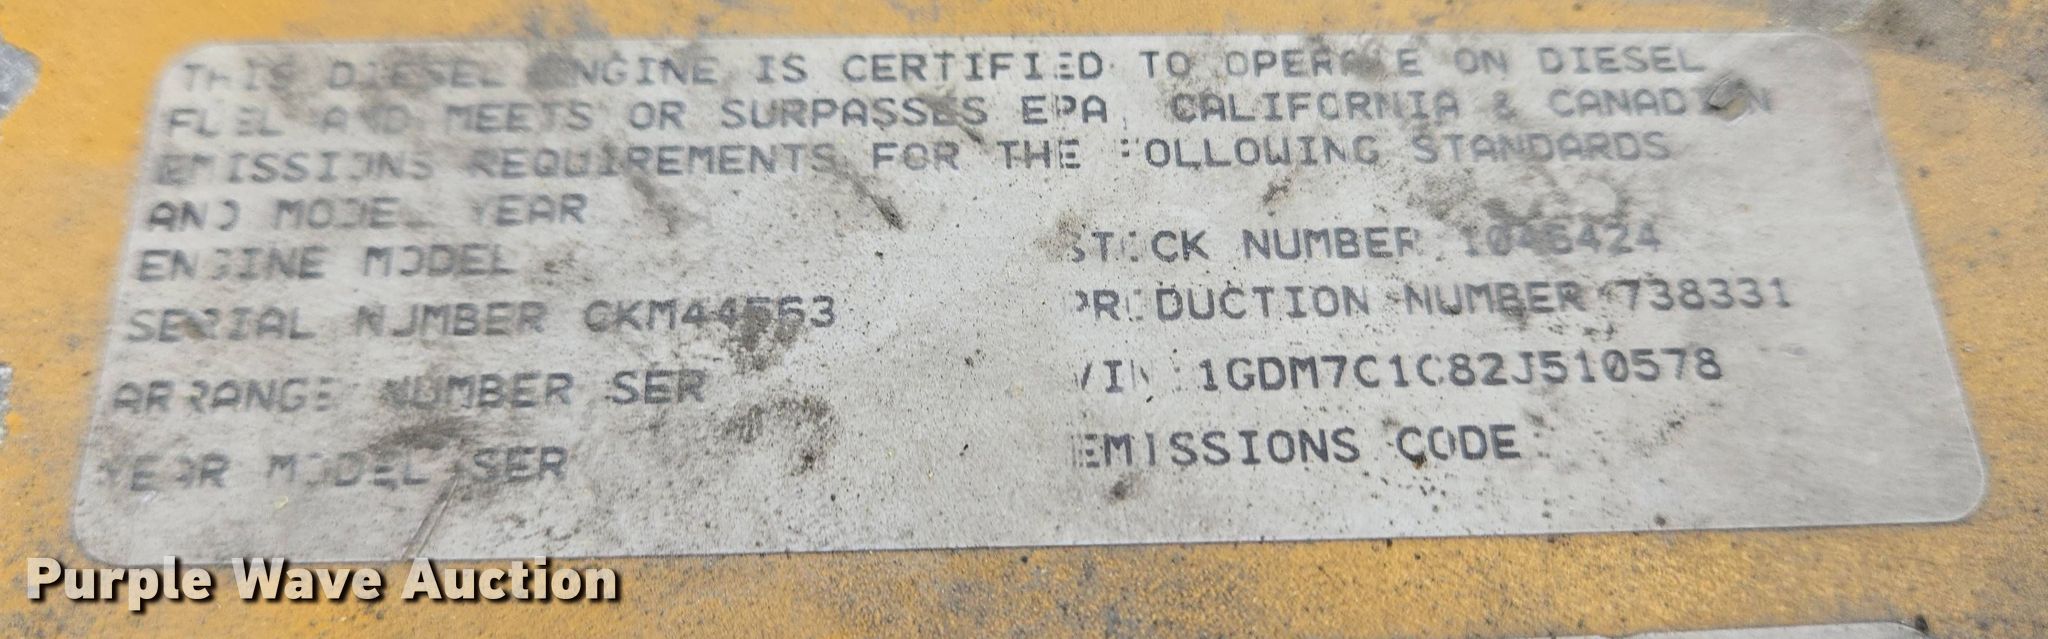 THIS DIESEL ENGINE IS CERTIFIED TO OPERATE ON DIESEL
FUEL AND MEETS OR SURPASSES EPA, CALIFORNIA & CANADIAN
EMISSIONS REQUIREMENTS FOR THE FOLLOWING STANDARDS
AND MODEL YEAR
ENGINE MODEL
STOCK NUMBER 1046424
SERIAL NUMBER
PRODUCTION NUMBER 738331
ARRANGE NUMBER SER
VIN: 1GDM7C1C82J510578
YEAR MODEL SER
EMISSIONS CODE:
Purple Wave Auction